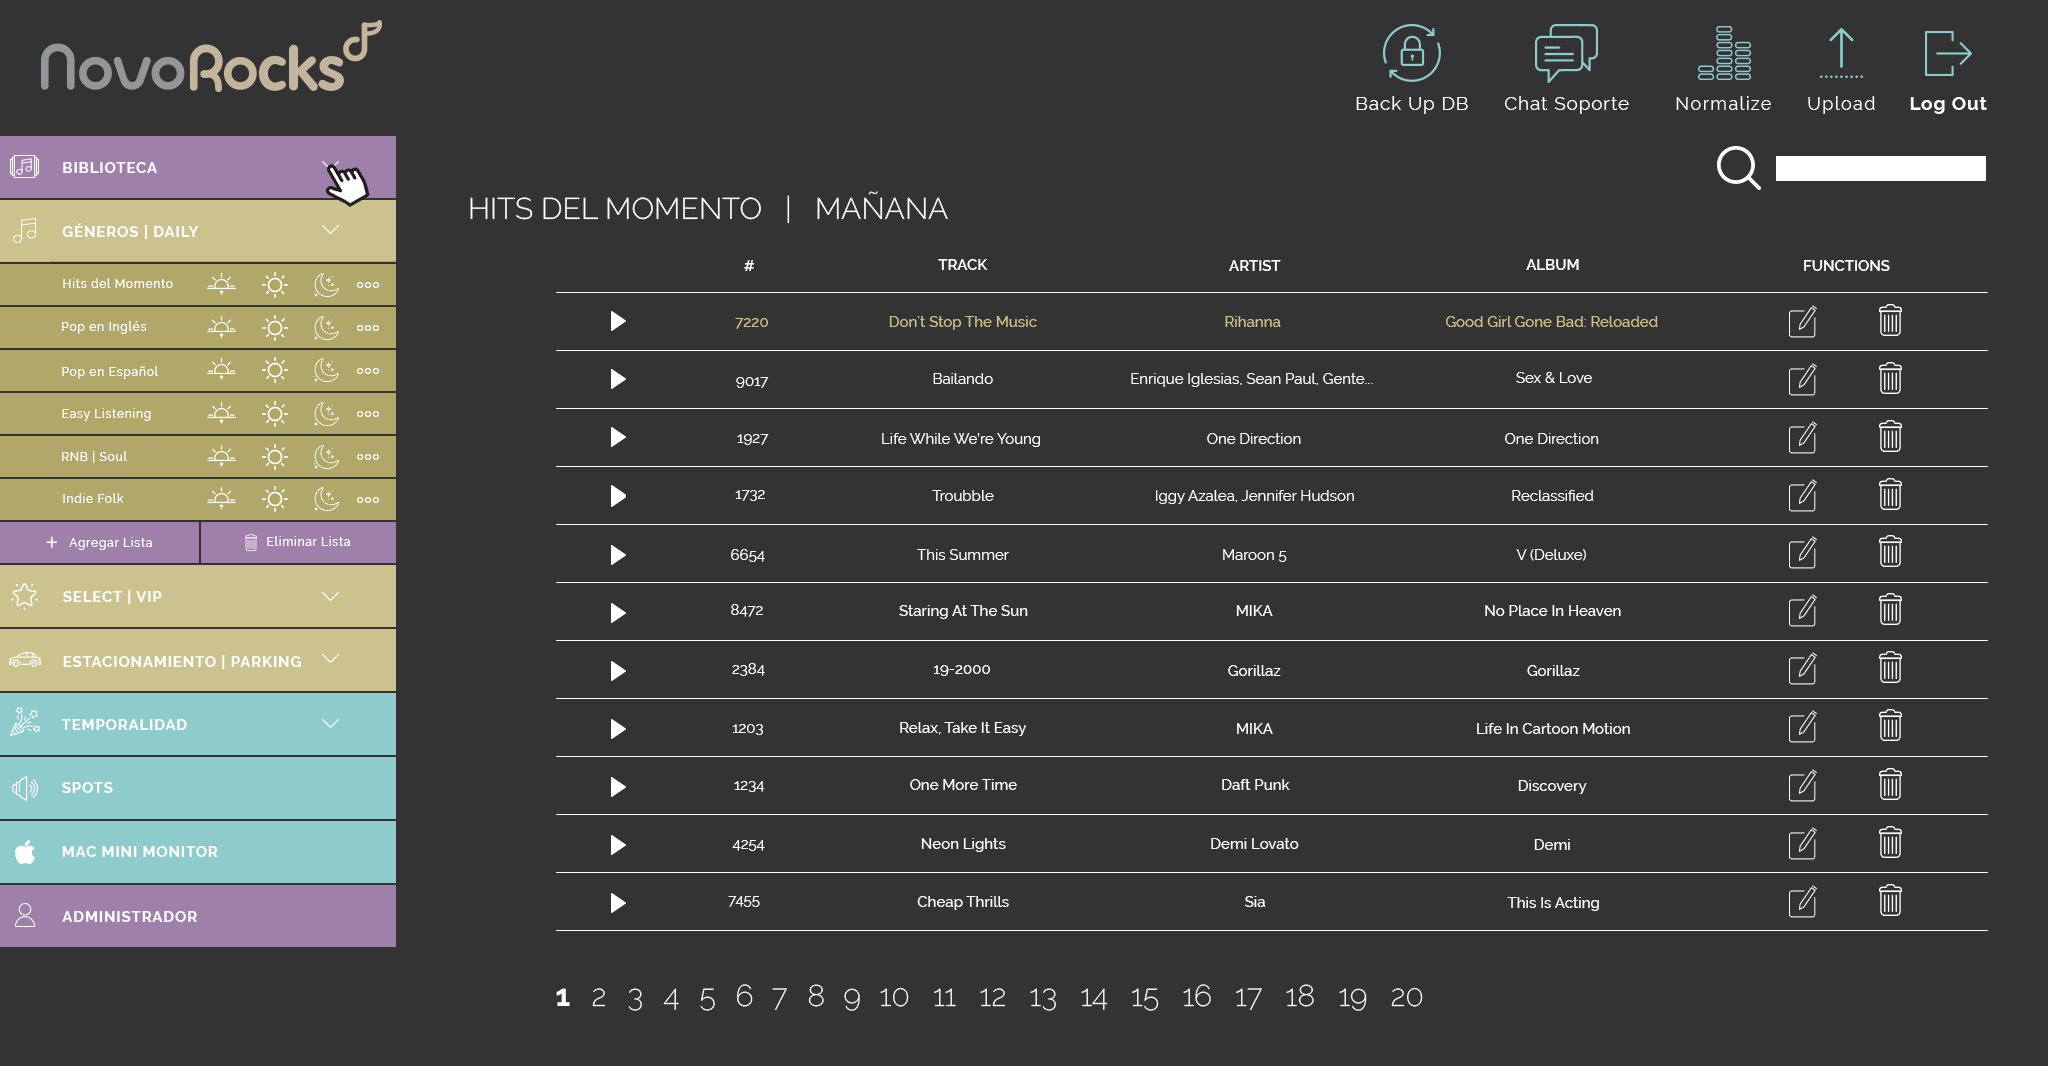 NovoRocks
Back Up DB
Chat Soporte
Normalize
Upload
Log Out
BIBLIOTECA
GÉNEROS | DAILY
Hits del Momento
Pop en Inglés
Pop en Español
Easy Listening
RNB | Soul
Indie Folk
+ Agregar Lista
Eliminar Lista
SELECT | VIP
ESTACIONAMIENTO | PARKING
TEMPORALIDAD
SPOTS
MAC MINI MONITOR
ADMINISTRADOR
HITS DEL MOMENTO | MAÑANA
# TRACK ARTIST ALBUM FUNCTIONS
7220 Don't Stop The Music Rihanna Good Girl Gone Bad: Reloaded
9017 Bailando Enrique Iglesias, Sean Paul, Gente... Sex & Love
1927 Life While We're Young One Direction One Direction
1732 Troubble Iggy Azalea, Jennifer Hudson Reclassified
6654 This Summer Maroon 5 V (Deluxe)
8472 Staring At The Sun MIKA No Place In Heaven
2384 19-2000 Gorillaz Gorillaz
1203 Relax, Take It Easy MIKA Life In Cartoon Motion
1234 One More Time Daft Punk Discovery
4254 Neon Lights Demi Lovato Demi
7455 Cheap Thrills Sia This Is Acting
1 2 3 4 5 6 7 8 9 10 11 12 13 14 15 16 17 18 19 20